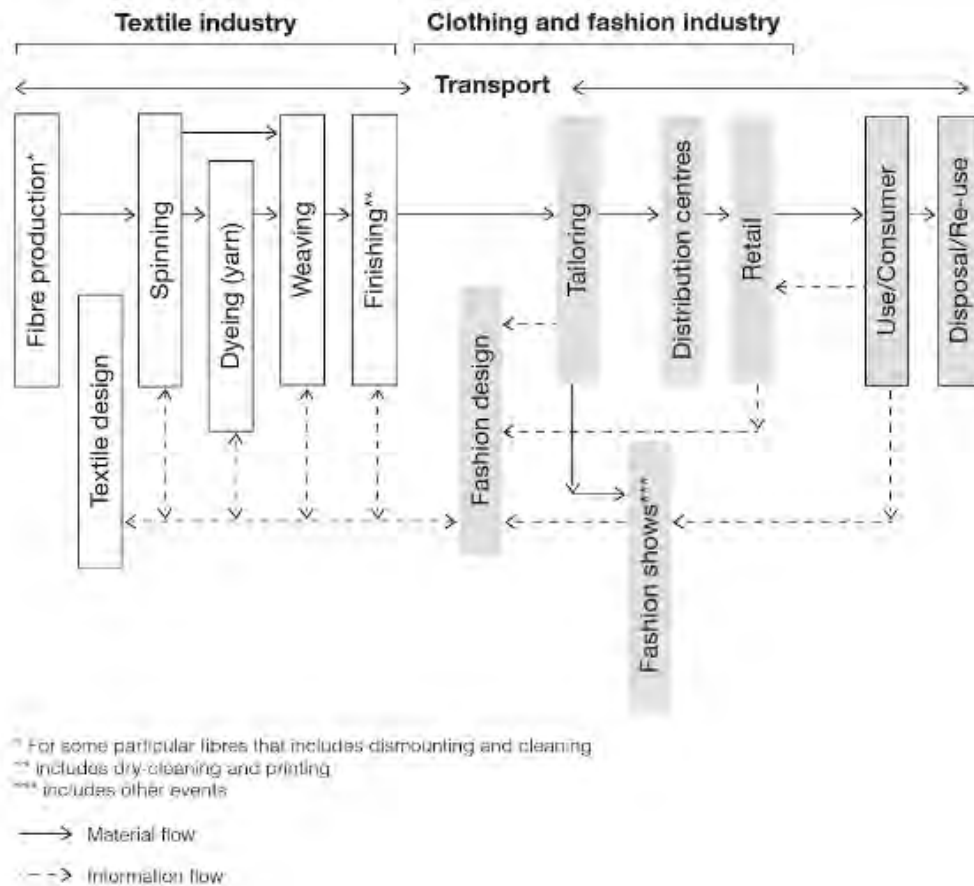 Textile industry
Clothing and fashion industry
Transport
Fibre production*
Textile design
Spinning
Dyeing (yarn)
Weaving
Finishing**
Fashion design
Tailoring
Fashion shows***
Distribution centres
Retail
Use/Consumer
Disposal/Re-use
* For some particular fibres that includes dismounting and cleaning
** includes dry-cleaning and printing
*** includes other events
Material flow
Information flow